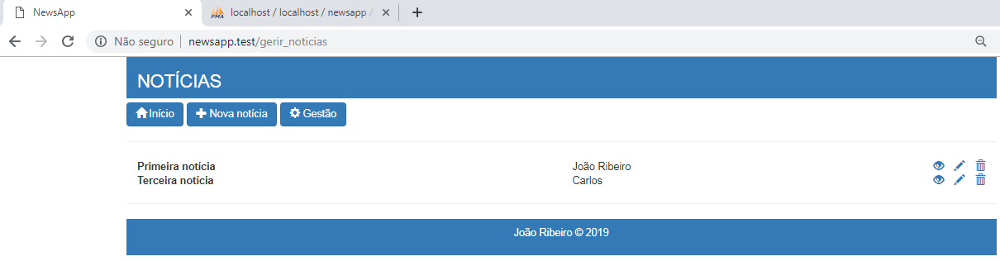 NewsApp
PMA localhost / localhost / newsapp /
Não seguro newsapp.test/gerir_noticias
NOTÍCIAS
Início Nova notícia Gestão
Primeira notícia João Ribeiro
Terceira notícia Carlos
João Ribeiro © 2019